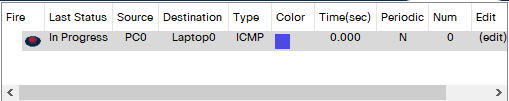 Fire Last Status Source Destination Type Color Time(sec) Periodic Num Edit
In Progress PC0 Laptop0 ICMP 0.000 N 0 (edit)